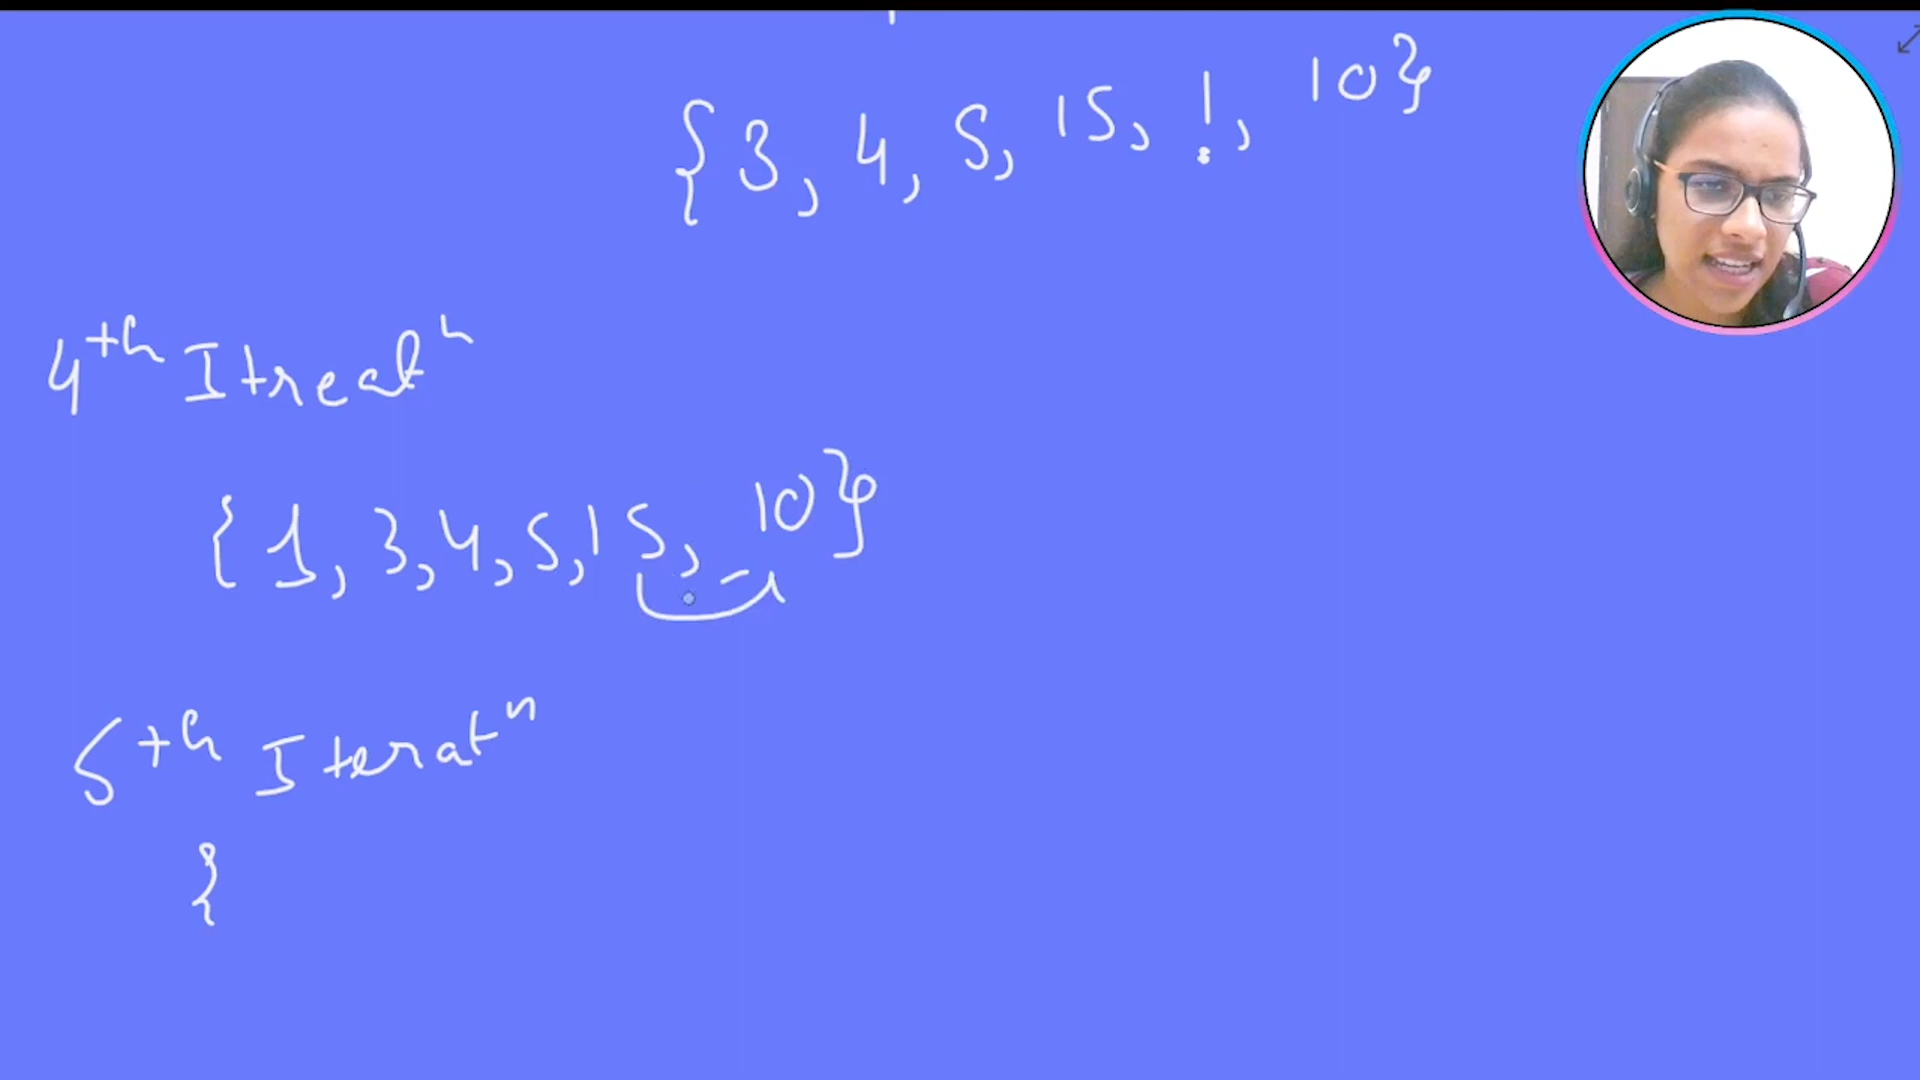 {3, 4, 5, 15, 1, 10}
4th Itreatn
{1, 3, 4, 5, 15, 10}
5th Iteratn
{